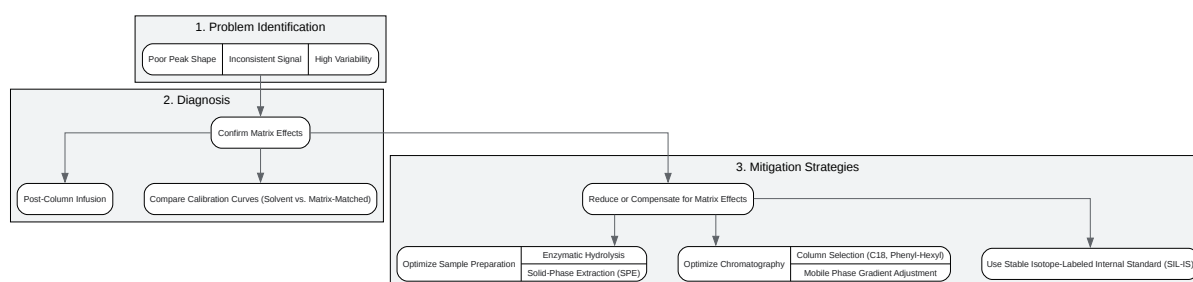 1. Problem Identification
Poor Peak Shape
Inconsistent Signal
High Variability
2. Diagnosis
Confirm Matrix Effects
Post-Column Infusion
Compare Calibration Curves (Solvent vs. Matrix-Matched)
3. Mitigation Strategies
Reduce or Compensate for Matrix Effects
Optimize Sample Preparation
Enzymatic Hydrolysis
Solid-Phase Extraction (SPE)
Optimize Chromatography
Column Selection (C18, Phenyl-Hexyl)
Mobile Phase Gradient Adjustment
Use Stable Isotope-Labeled Internal Standard (SIL-IS)